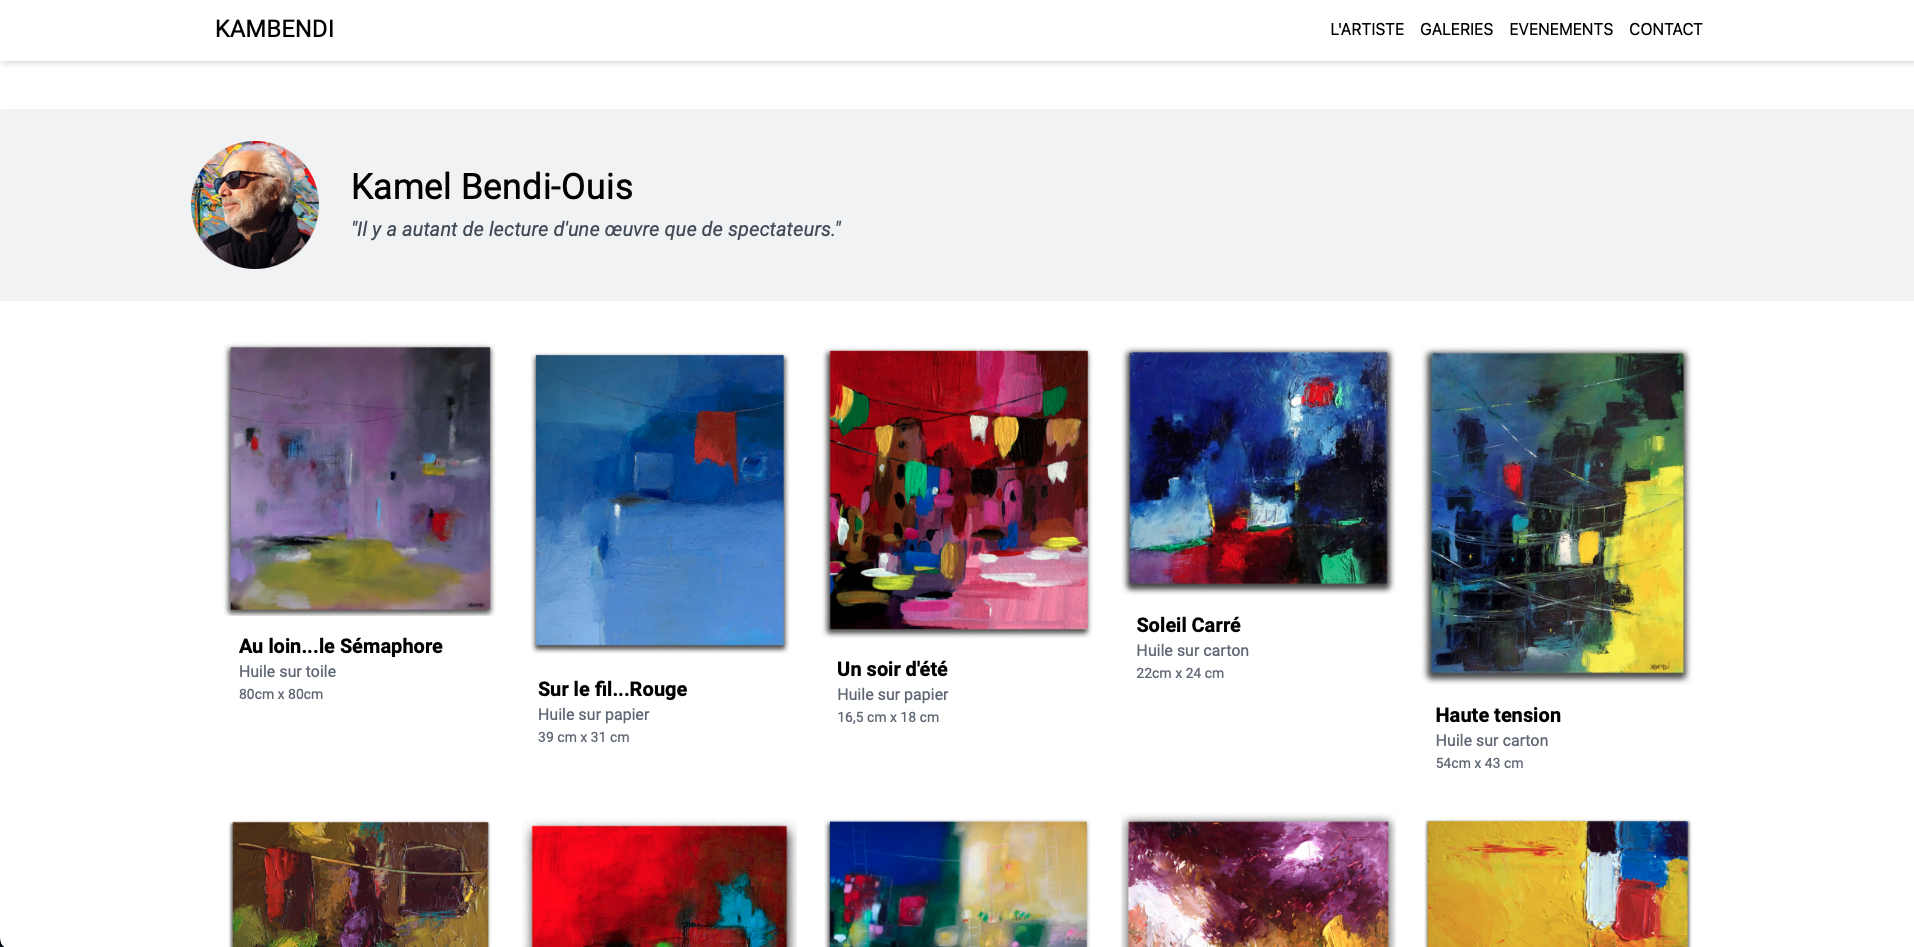 KAMBENDI
L'ARTISTE GALERIES EVENEMENTS CONTACT
Kamel Bendi-Ouis
"Il y a autant de lecture d'une œuvre que de spectateurs."
Au loin...le Sémaphore
Huile sur toile
80cm x 80cm
Sur le fil...Rouge
Huile sur papier
39 cm x 31 cm
Un soir d'été
Huile sur papier
16,5 cm x 18 cm
Soleil Carré
Huile sur carton
22cm x 24 cm
Haute tension
Huile sur carton
54cm x 43 cm